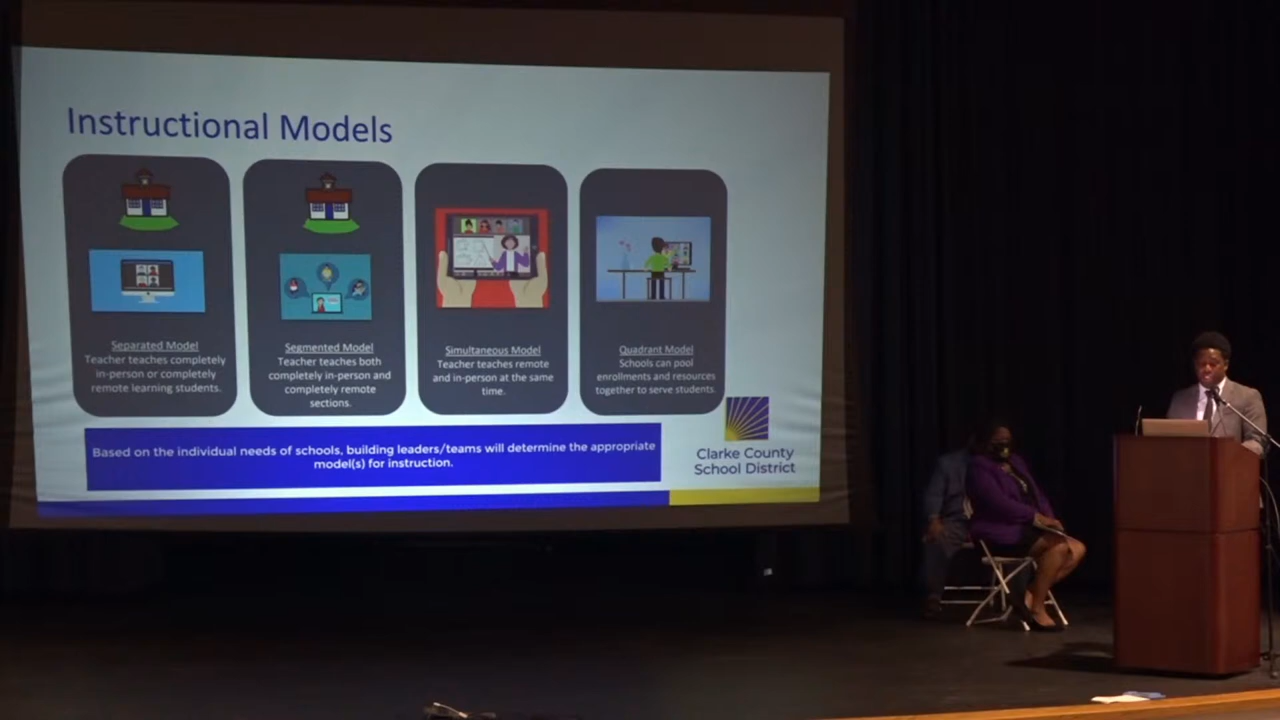 Instructional Models
Separated Model
Teacher teaches completely
in-person or completely
remote learning students.
Segmented Model
Teacher teaches both
completely in-person and
completely remote
sections.
Simultaneous Model
Teacher teaches remote
and in-person at the same
time.
Quadrant Model
Schools can pool
enrollments and resources
together to serve students.
Based on the individual needs of schools, building leaders/teams will determine the appropriate
model(s) for instruction.
Clarke County
School District